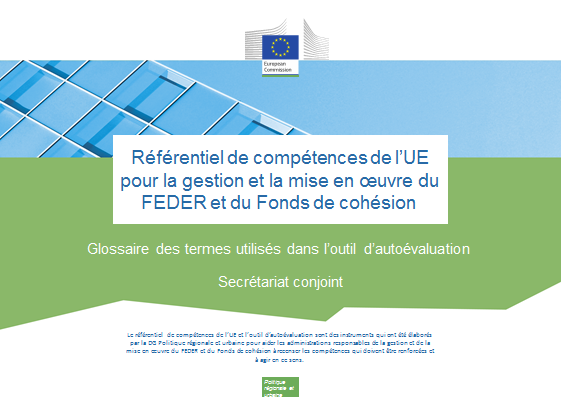 European
Commission
Référentiel de compétences de l'UE
pour la gestion et la mise en œuvre du
FEDER et du Fonds de cohésion
Glossaire des termes utilisés dans l'outil d'autoévaluation
Secrétariat conjoint
Le référentiel de compétences de l'UE et l'outil d'autoévaluation sont des instruments qui ont été élaborés
par la DG Politique régionale et urbaine pour aider les administrations responsables de la gestion et de la
mise en œuvre du FEDER et du Fonds de cohésion à recenser les compétences qui doivent être renforcées et
à agir en ce sens.
Politique
régionale et
urbaine